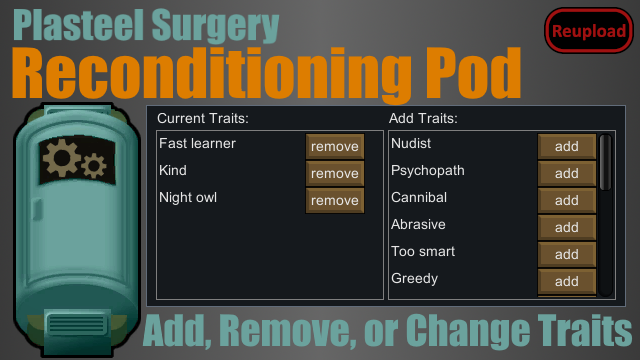 Plasteel Surgery
Reupload
Reconditioning Pod
Current Traits:
Fast learner remove
Kind remove
Night owl remove
Add Traits:
Nudist add
Psychopath add
Cannibal add
Abrasive add
Too smart add
Greedy add
Add, Remove, or Change Traits